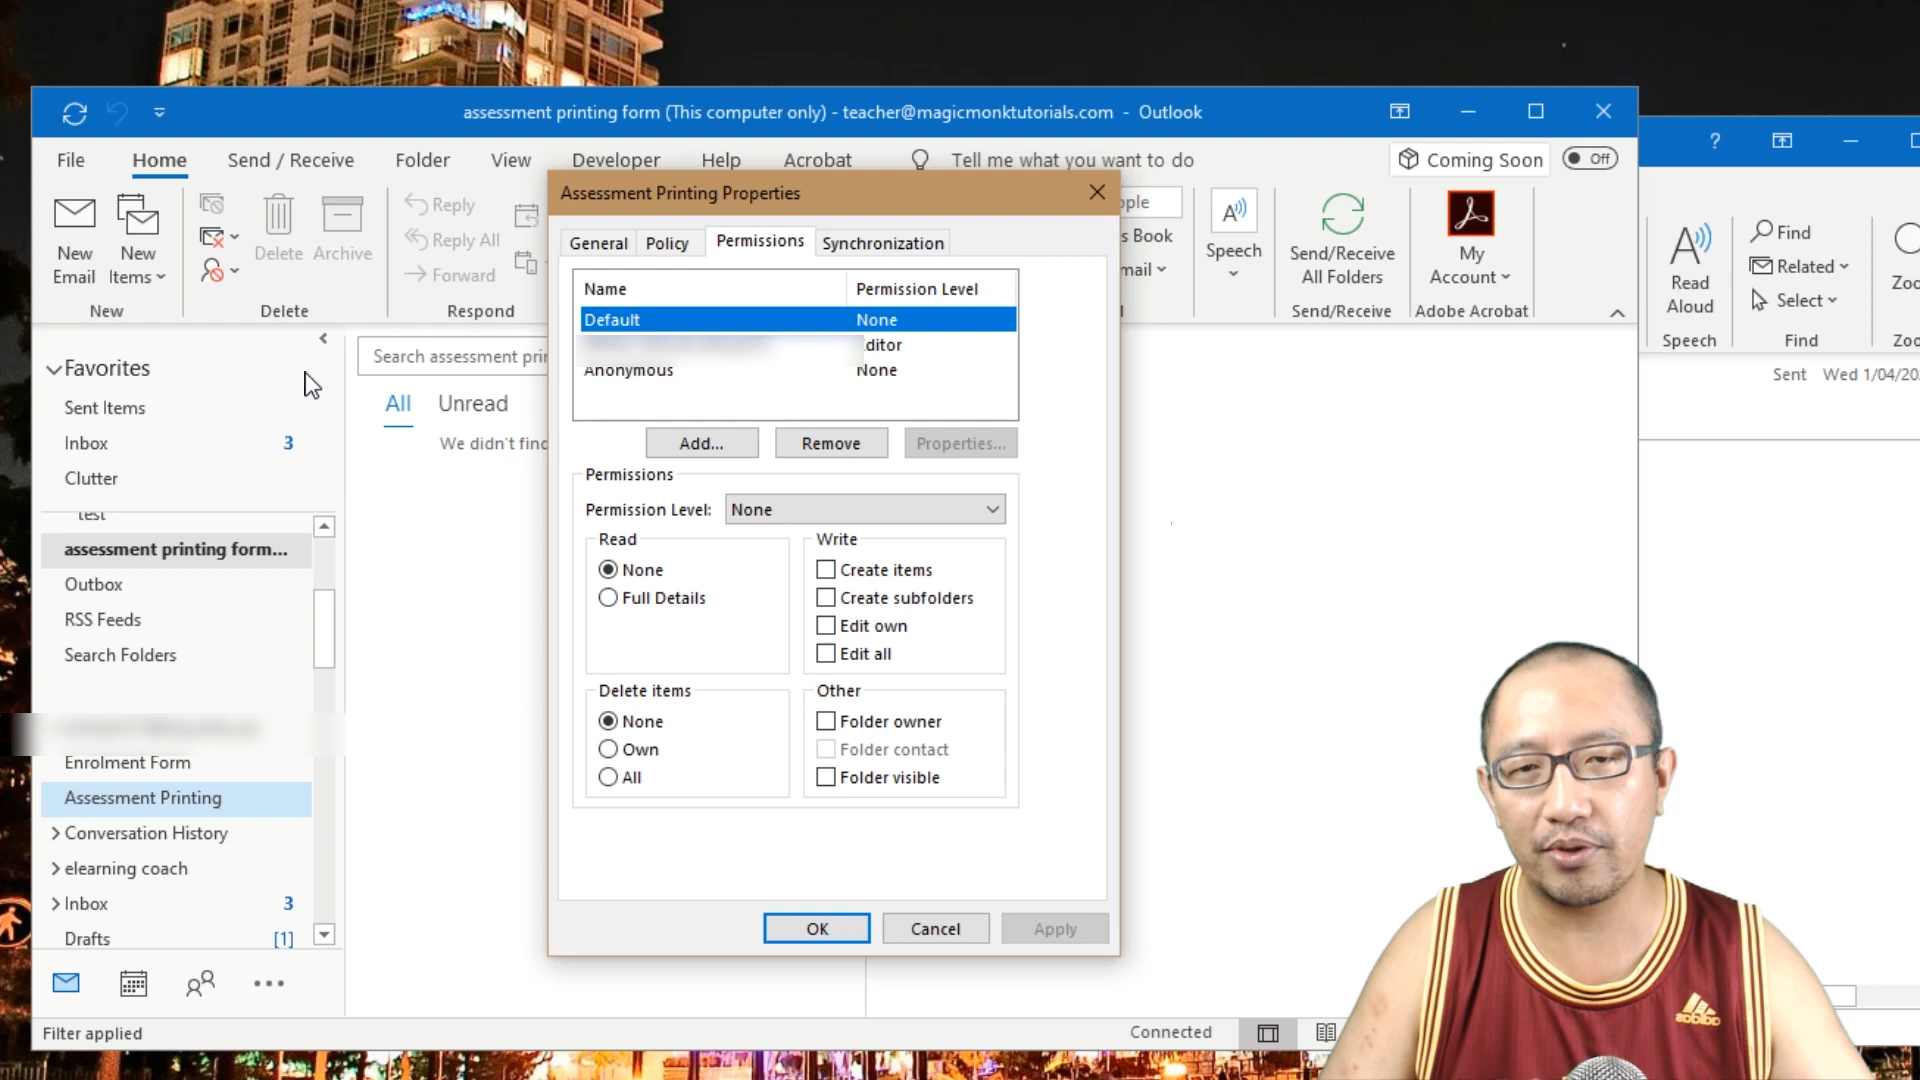 assessment printing form (This computer only) - teacher@magicmonktutorials.com - Outlook
File Home Send / Receive Folder View Developer Help Acrobat Tell me what you want to do Coming Soon Off
New Email
New Items
Delete
Archive
Reply
Reply All
Forward
s Book
Speech
Send/Receive All Folders
My Account
Read Aloud
Find
Related
Select
New
Delete
Respond
Send/Receive
Adobe Acrobat
Speech
Find
Sent Wed 1/04/20
Favorites
Sent Items
Inbox 3
Clutter
test
assessment printing form...
Outbox
RSS Feeds
Search Folders
Enrolment Form
Assessment Printing
Conversation History
elearning coach
Inbox 3
Drafts [1]
Search assessment pri
All Unread
We didn't find
Assessment Printing Properties
General Policy Permissions Synchronization
Name Permission Level
Default None
Editor
Anonymous None
Add... Remove Properties...
Permissions
Permission Level: None
Read
None
Full Details
Write
Create items
Create subfolders
Edit own
Edit all
Delete items
None
Own
All
Other
Folder owner
Folder contact
Folder visible
OK Cancel Apply
Filter applied
Connected
adidas